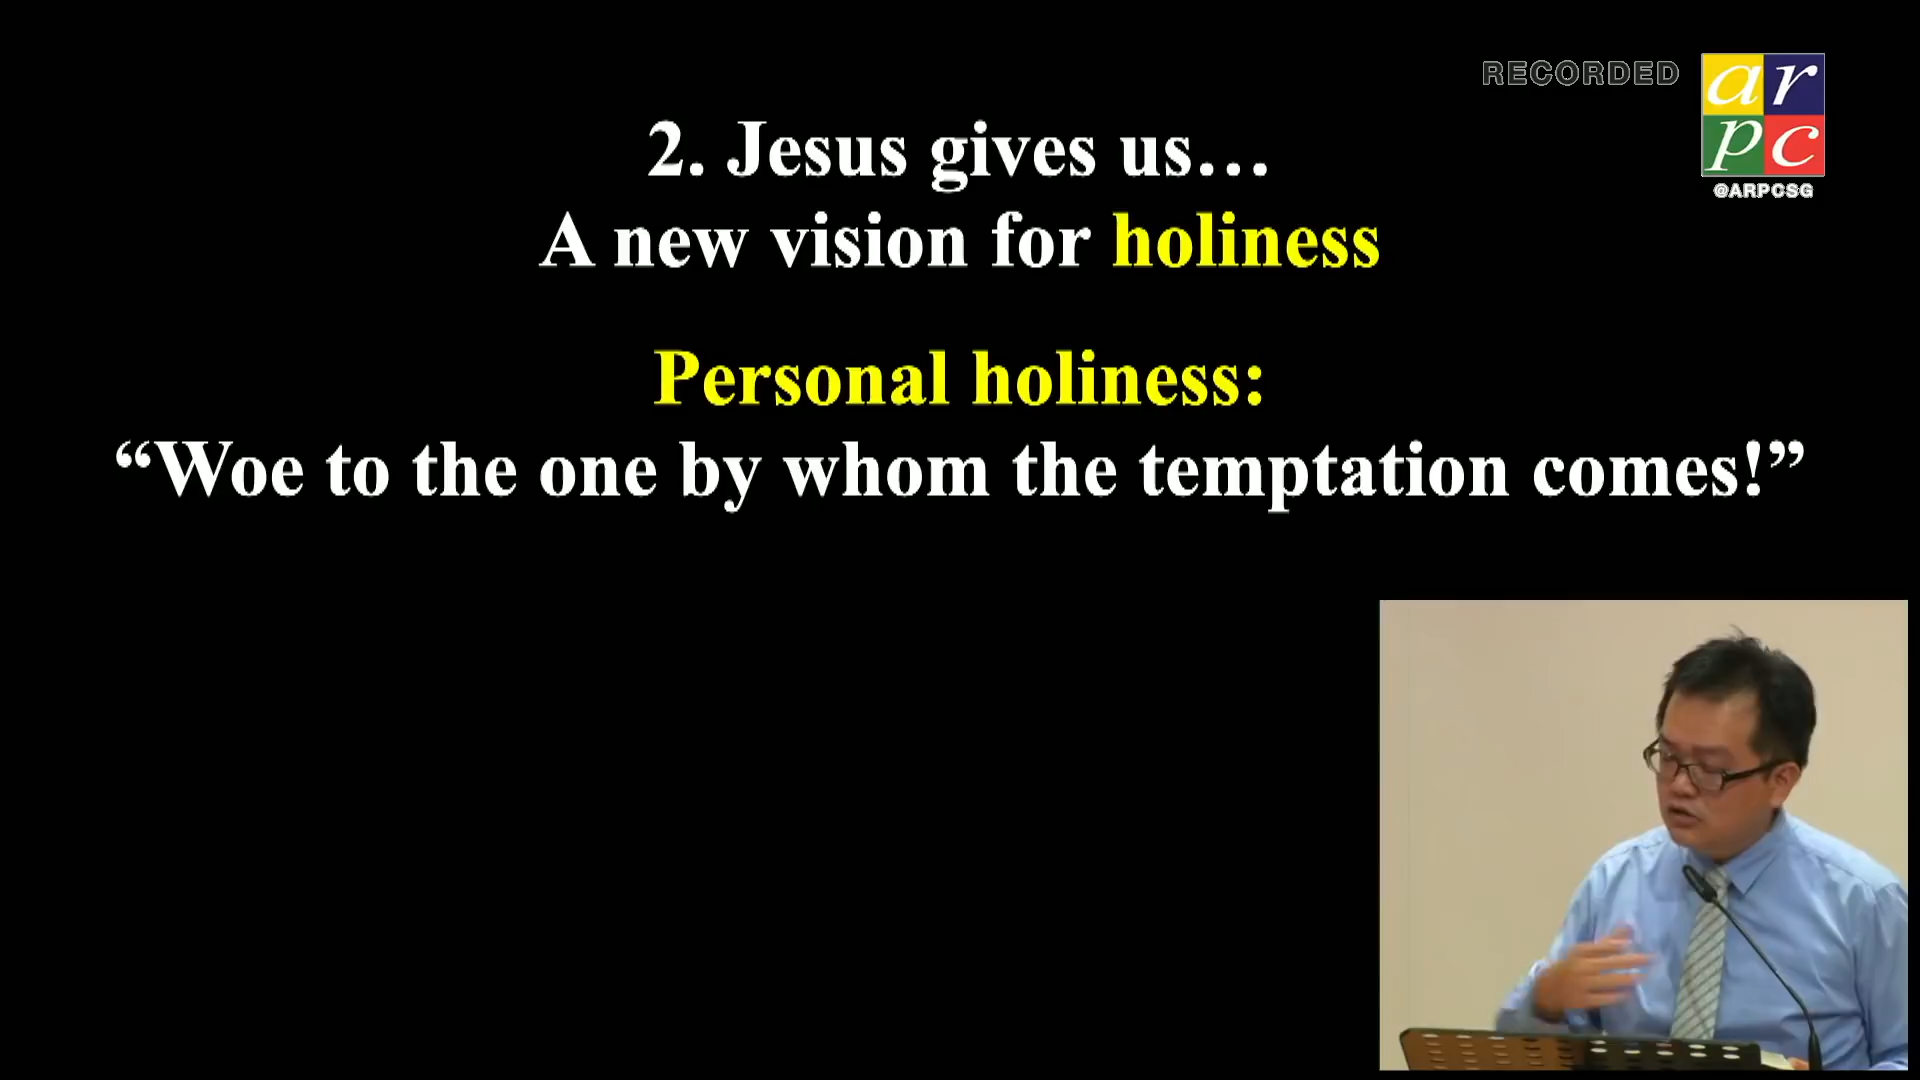 RECORDED
ar
pc
@ARPCSG
2. Jesus gives us…
A new vision for holiness
Personal holiness:
“Woe to the one by whom the temptation comes!”